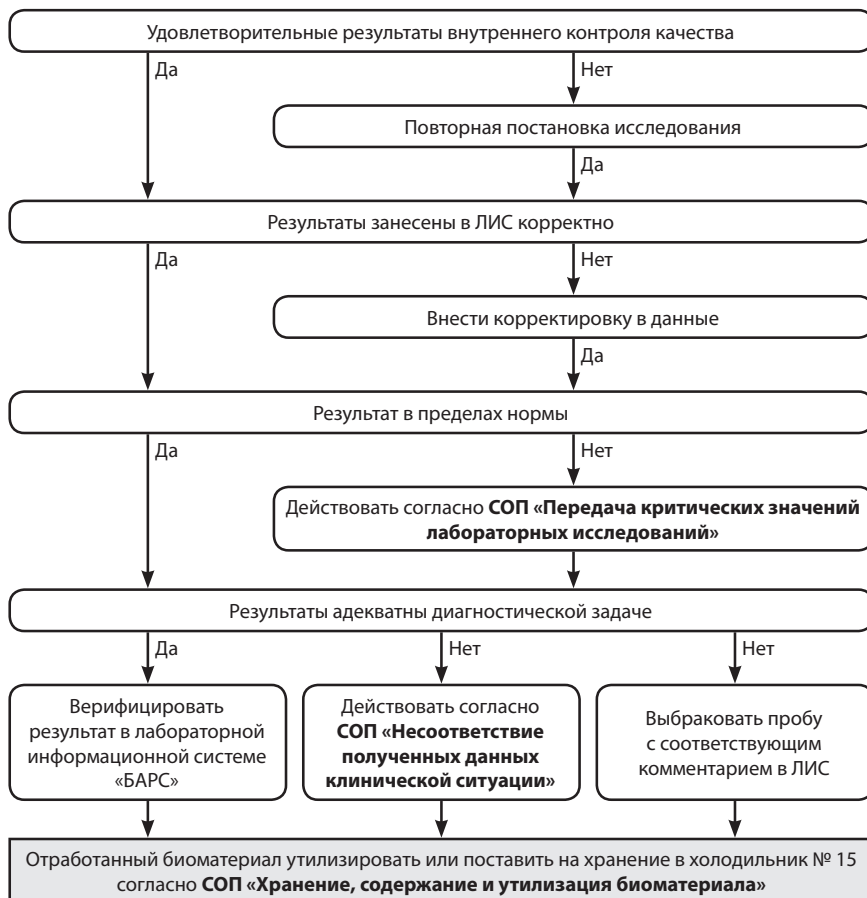 Удовлетворительные результаты внутреннего контроля качества
Да
Нет
Повторная постановка исследования
Да
Результаты занесены в ЛИС корректно
Да
Нет
Внести корректировку в данные
Да
Результат в пределах нормы
Да
Нет
Действовать согласно СОП «Передача критических значений
лабораторных исследований»
Результаты адекватны диагностической задаче
Да
Нет
Нет
Верифицировать
результат в лабораторной
информационной системе
«БАРС»
Действовать согласно
СОП «Несоответствие
полученных данных
клинической ситуации»
Выбраковать пробу
с соответствующим
комментарием в ЛИС
Отработанный биоматериал утилизировать или поставить на хранение в холодильник № 15
согласно СОП «Хранение, содержание и утилизация биоматериала»